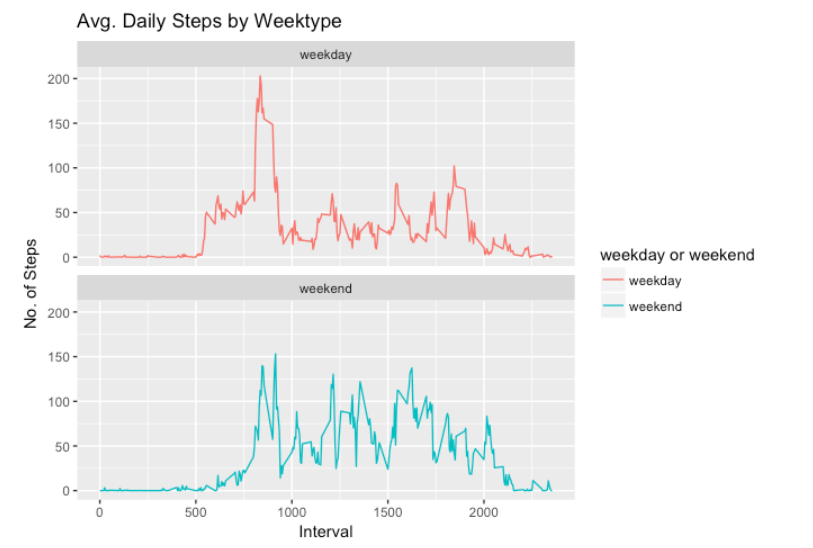 Avg. Daily Steps by Weektype
weekday
200
150
100
50
0
weekend
200
150
100
50
0
No. of Steps
0 500 1000 1500 2000
Interval
weekday or weekend
weekday
weekend